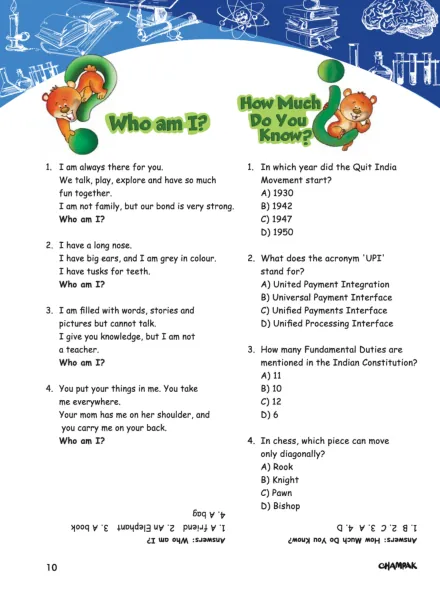 Who am I?
1. I am always there for you.
We talk, play, explore and have so much
fun together.
I am not family, but our bond is very strong.
Who am I?
2. I have a long nose.
I have big ears, and I am grey in colour.
I have tusks for teeth.
Who am I?
3. I am filled with words, stories and
pictures but cannot talk.
I give you knowledge, but I am not
a teacher.
Who am I?
4. You put your things in me. You take
me everywhere.
Your mom has me on her shoulder, and
you carry me on your back.
Who am I?
Answers: Who am I?
1. A friend 2. An Elephant 3. A book
4. A bag
How Much
Do You
Know?
1. In which year did the Quit India
Movement start?
A) 1930
B) 1942
C) 1947
D) 1950
2. What does the acronym 'UPI'
stand for?
A) United Payment Integration
B) Universal Payment Interface
C) Unified Payments Interface
D) Unified Processing Interface
3. How many Fundamental Duties are
mentioned in the Indian Constitution?
A) 11
B) 10
C) 12
D) 6
4. In chess, which piece can move
only diagonally?
A) Rook
B) Knight
C) Pawn
D) Bishop
Answers: How Much Do You Know?
1. B 2. C 3. A 4. D
10
CHAMPAK